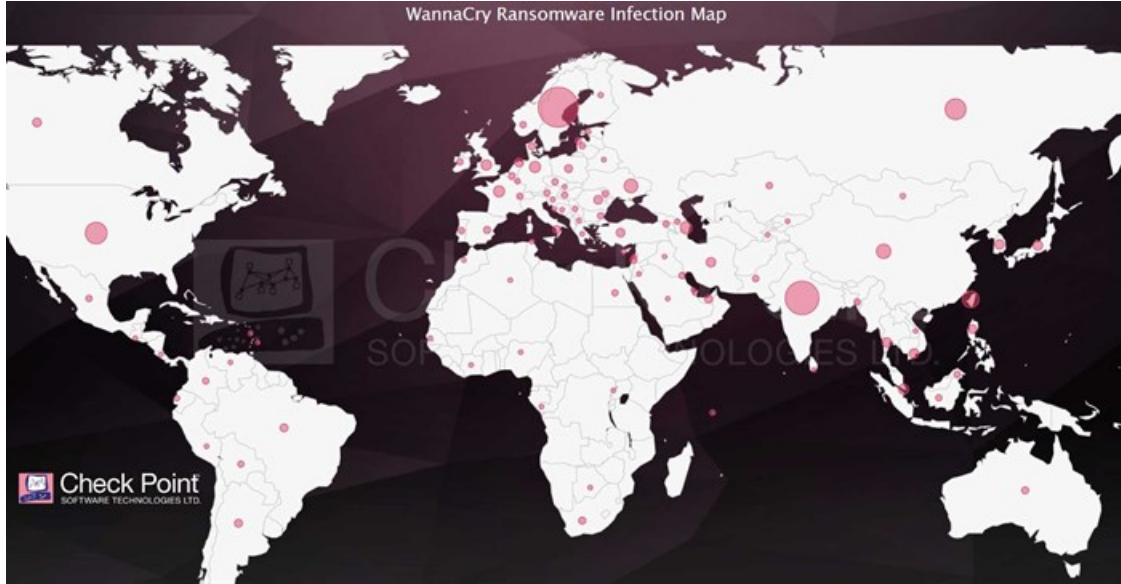 WannaCry Ransomware Infection Map
Check Point
SOFTWARE TECHNOLOGIES LTD.